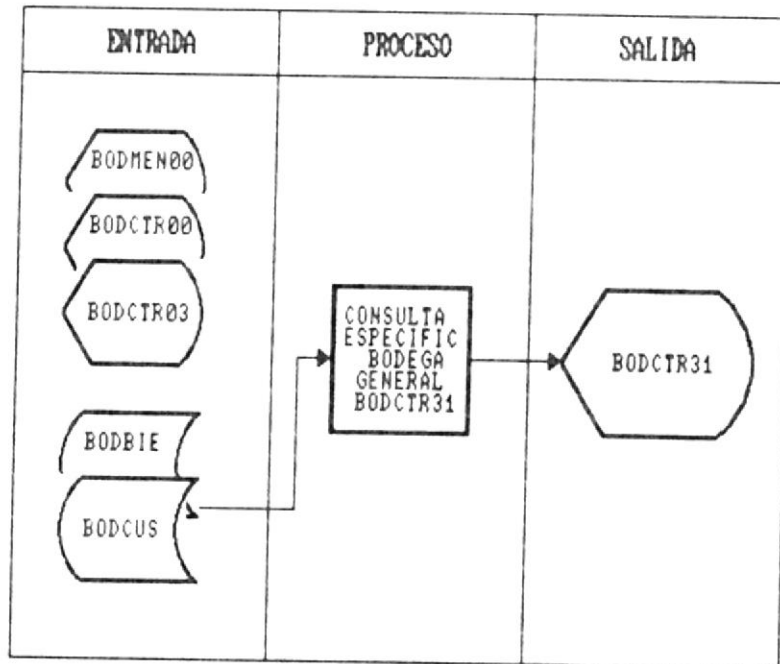 ENTRADA
PROCESO
SALIDA
BODMEN00
BODCTR00
BODCTR03
BODBIE
BODCUS
CONSULTA
ESPECIFIC
BODEGA
GENERAL
BODCTR31
BODCTR31